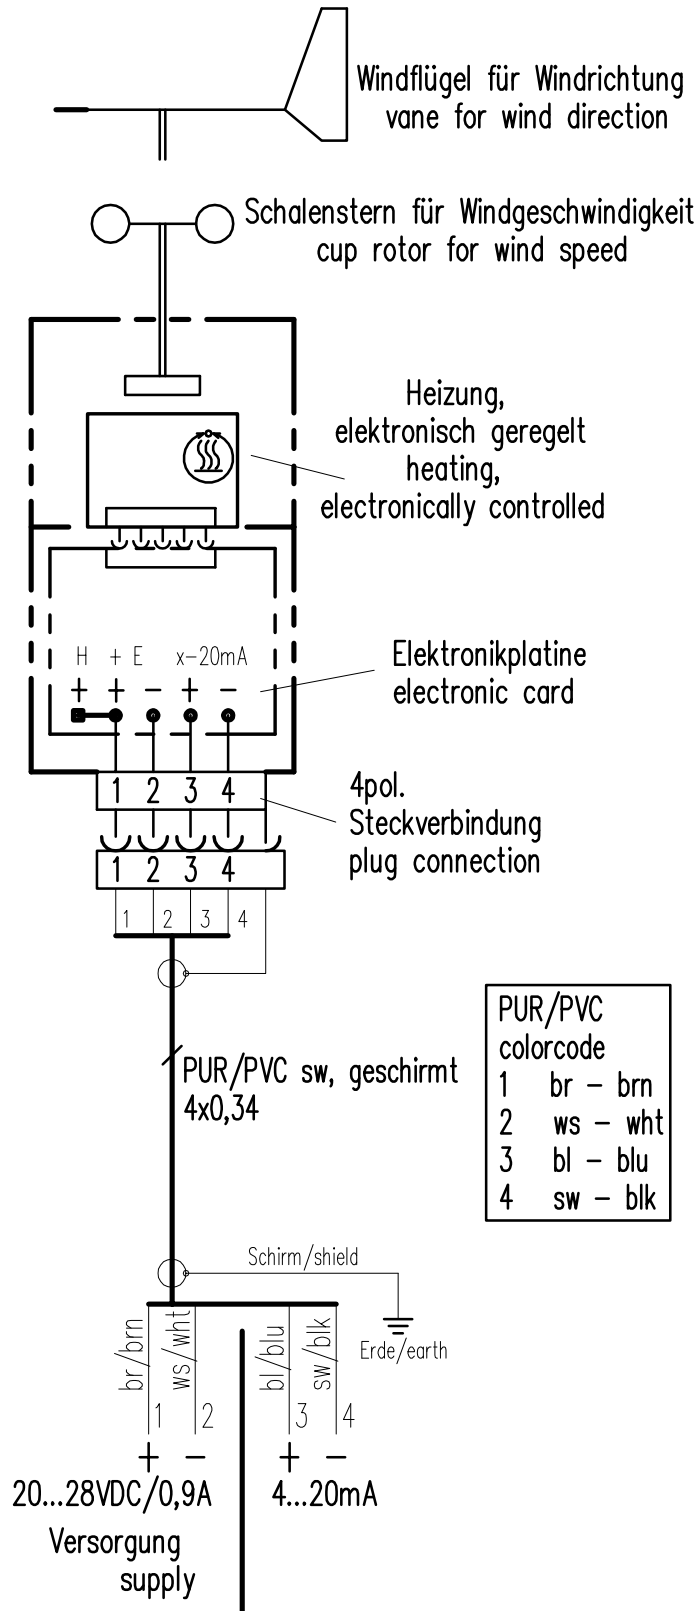 Windflügel für Windrichtung
vane for wind direction
Schalenstern für Windgeschwindigkeit
cup rotor for wind speed
Heizung,
elektronisch geregelt
heating,
electronically controlled
H + E x-20mA
+ + - + -
Elektronikplatine
electronic card
1 2 3 4
4pol.
Steckverbindung
plug connection
1 2 3 4
1 2 3 4
PUR/PVC
colorcode
1 br - brn
2 ws - wht
3 bl - blu
4 sw - blk
PUR/PVC sw, geschirmt
4x0,34
Schirm/shield
Erde/earth
br/brn ws/wht bl/blu sw/blk
1 2 3 4
+ - + -
20...28VDC/0,9A 4...20mA
Versorgung
supply